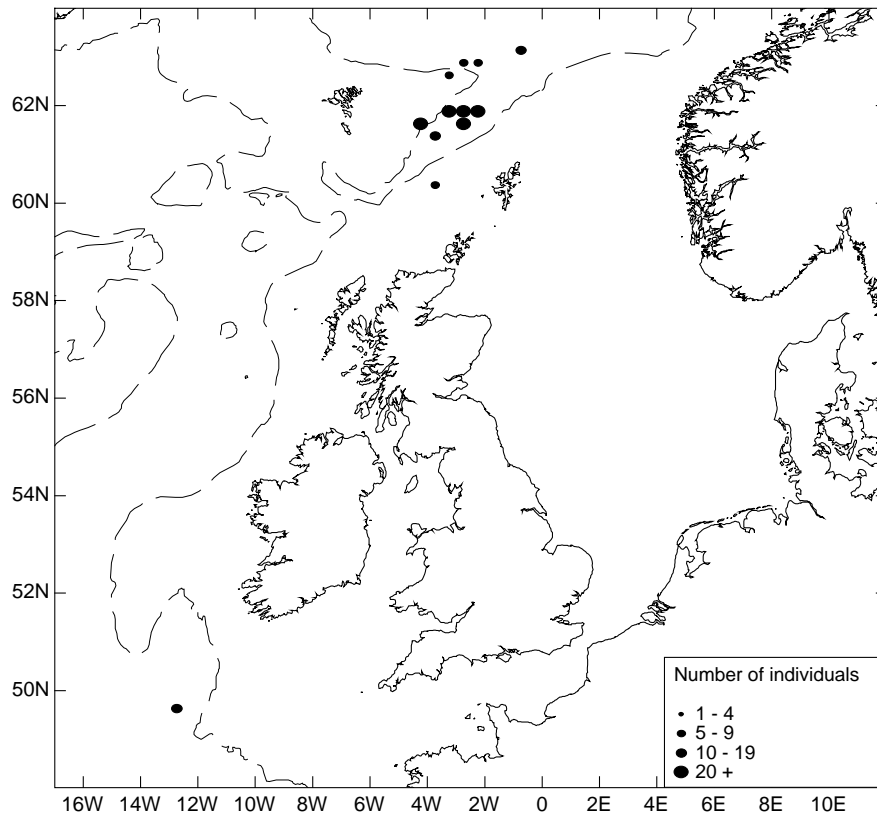 62N
60N
58N
56N
54N
52N
50N
Number of individuals
1 - 4
5 - 9
10 - 19
20 +
16W 14W 12W 10W 8W 6W 4W 2W 0 2E 4E 6E 8E 10E